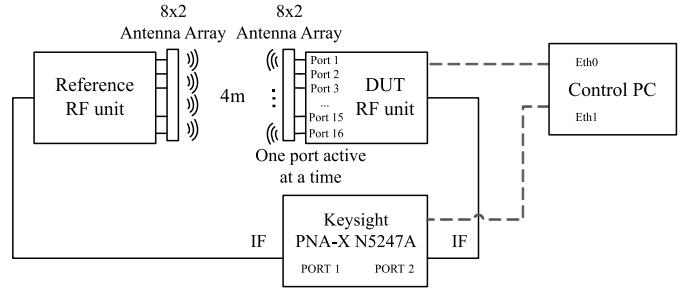 8x2
Antenna Array
8x2
Antenna Array
Reference
RF unit
4m
...
Port 1
Port 2
Port 3
...
Port 15
Port 16
DUT
RF unit
One port active
at a time
Eth0
Control PC
Eth1
Keysight
PNA-X N5247A
PORT 1
PORT 2
IF
IF